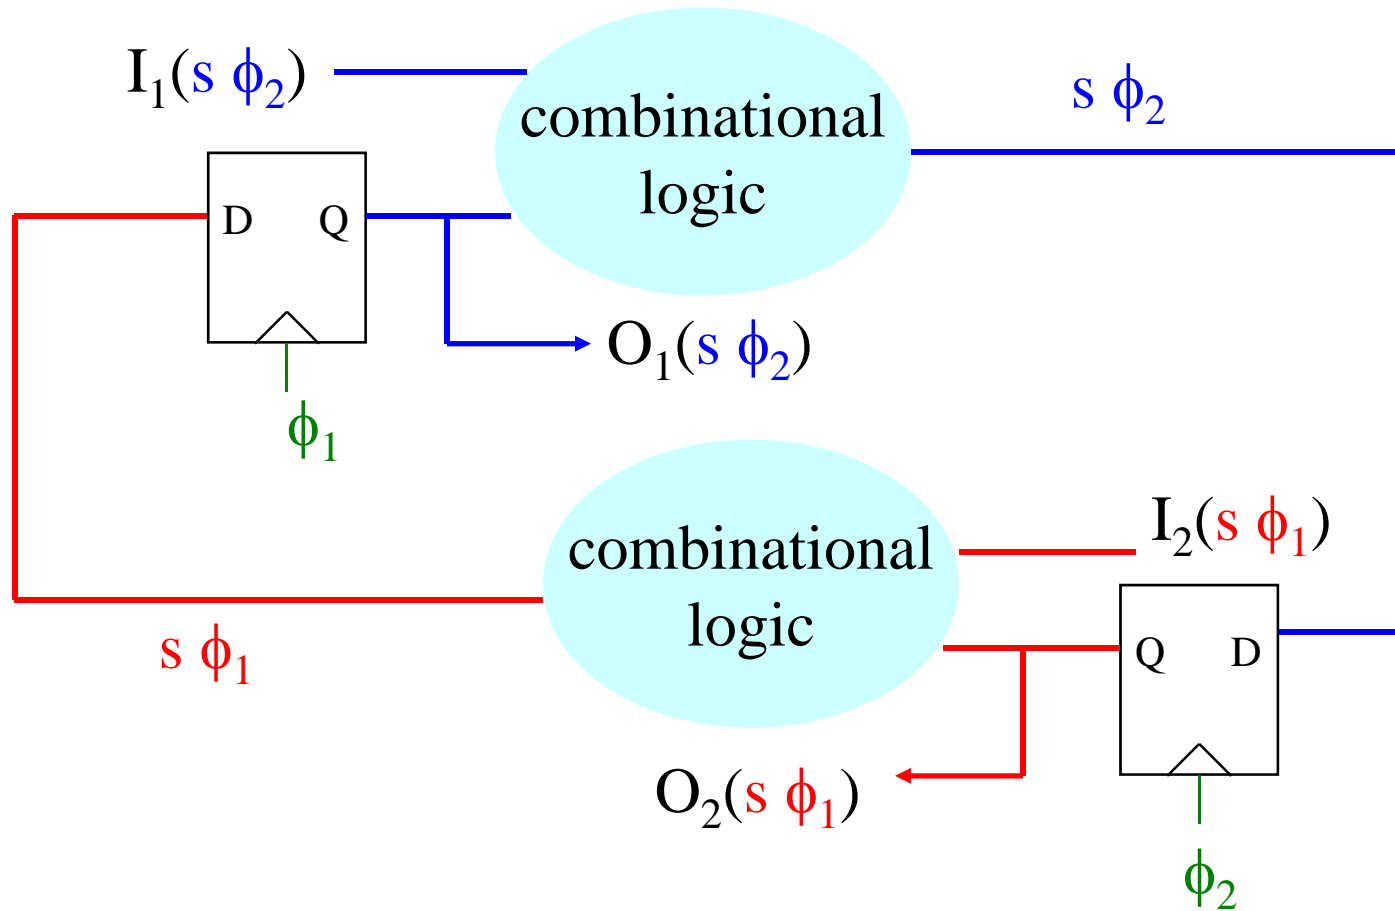 I₁(s ϕ₂)
combinational
logic
s ϕ₂
D Q
O₁(s ϕ₂)
ϕ₁
combinational
logic
I₂(s ϕ₁)
s ϕ₁
Q D
O₂(s ϕ₁)
ϕ₂